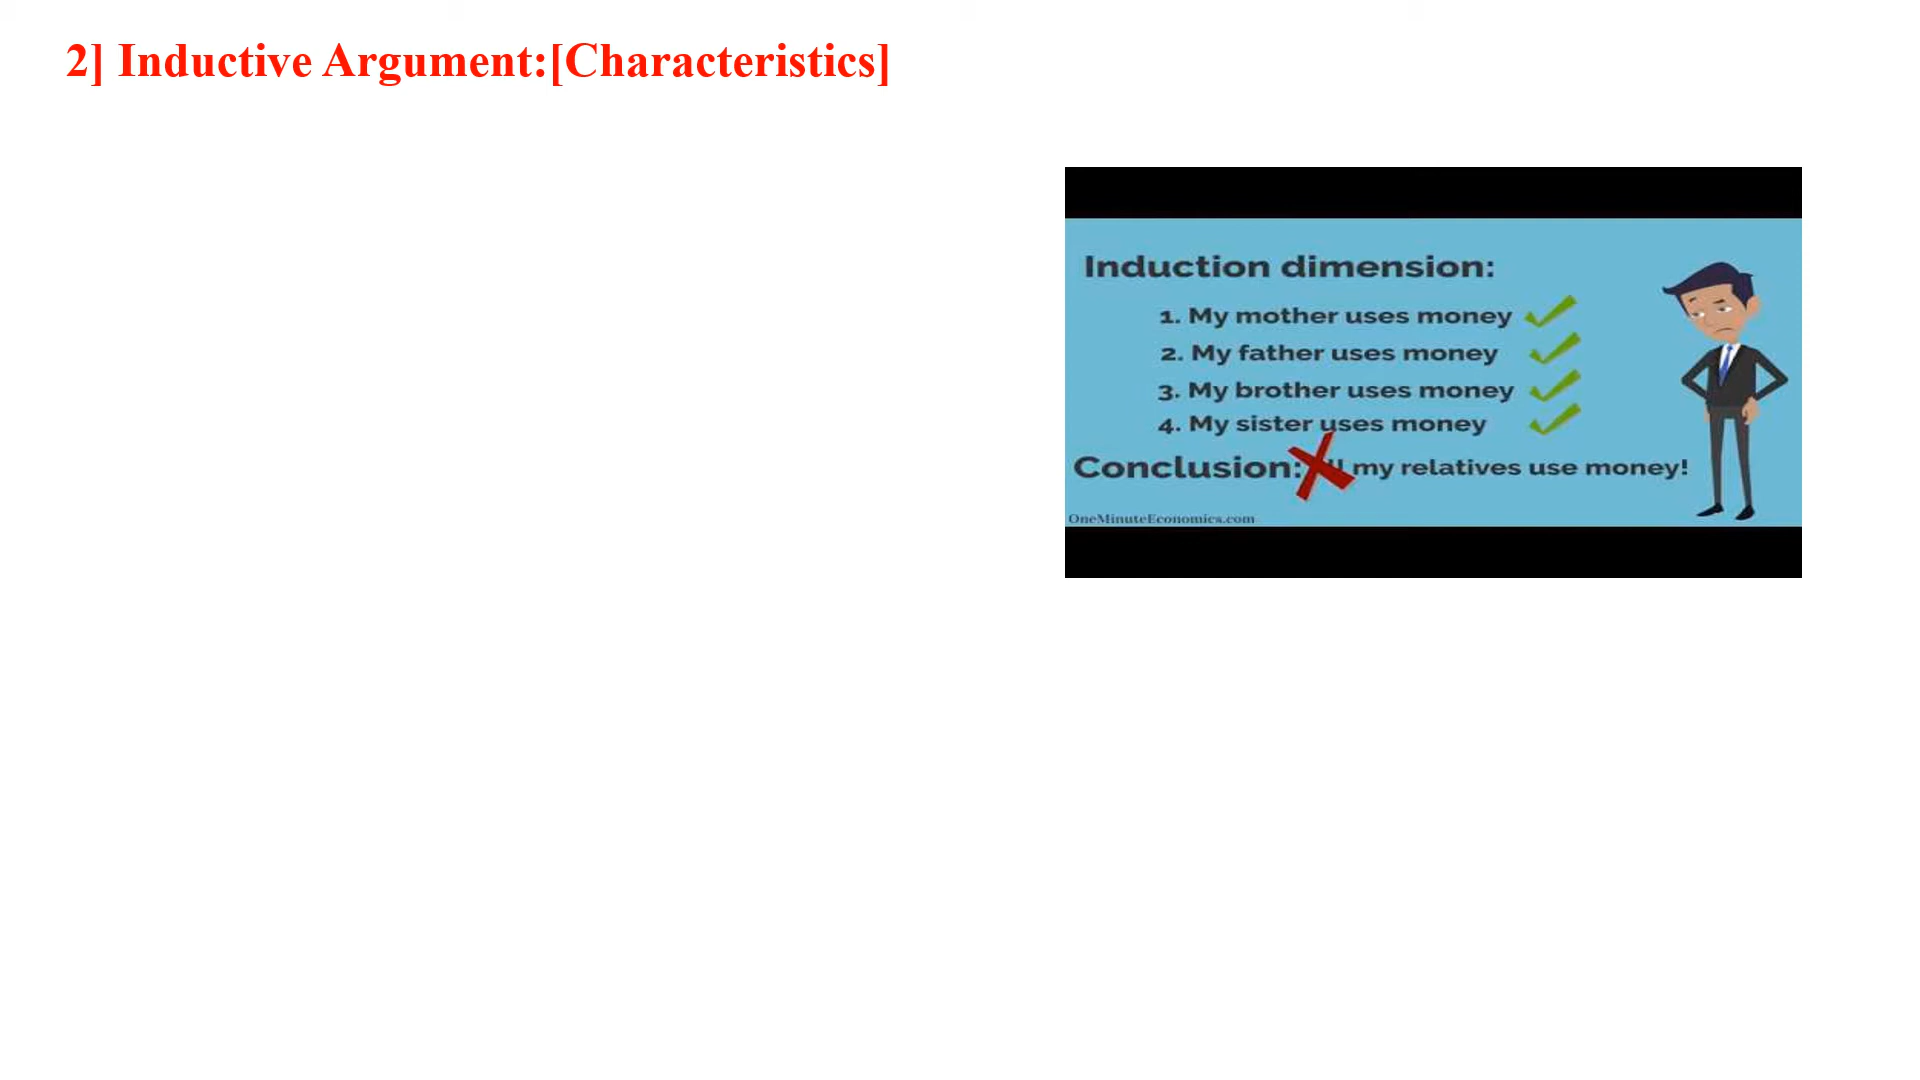 2] Inductive Argument:[Characteristics]
Induction dimension:
1. My mother uses money
2. My father uses money
3. My brother uses money
4. My sister uses money
Conclusion: my relatives use money!
OneMinuteEconomics.com